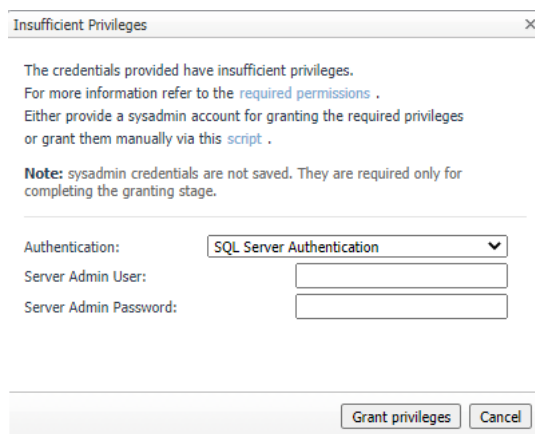 Insufficient Privileges
The credentials provided have insufficient privileges.
For more information refer to the required permissions .
Either provide a sysadmin account for granting the required privileges
or grant them manually via this script .
Note: sysadmin credentials are not saved. They are required only for
completing the granting stage.
Authentication: SQL Server Authentication
Server Admin User:
Server Admin Password:
Grant privileges Cancel